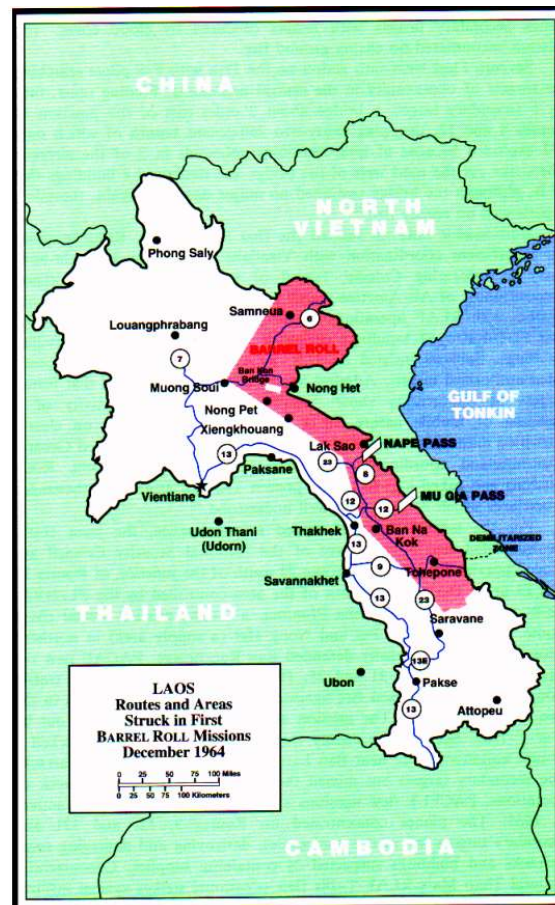 CHINA
NORTH
VIETNAM
Phong Saly
Samneua
6
Louangphrabang
BARREL ROLL
7
Ban Ken
Bridge
Muong Soui
Nong Het
GULF OF
TONKIN
Nong Pet
Xiengkhouang
Lak Sao
NAPE PASS
13
23
8
Paksane
Vientiane
12
12
MU GIA PASS
Udon Thani
(Udorn)
Thakhek
Ban Na
Kok
13
DEMILITARIZED
ZONE
9
Tchepone
Savannakhet
THAILAND
13
23
Saravane
13E
Ubon
Pakse
Attopeu
13
LAOS
Routes and Areas
Struck in First
BARREL ROLL Missions
December 1964
0 25 50 75 100 Miles
0 25 50 75 100 Kilometers
CAMBODIA